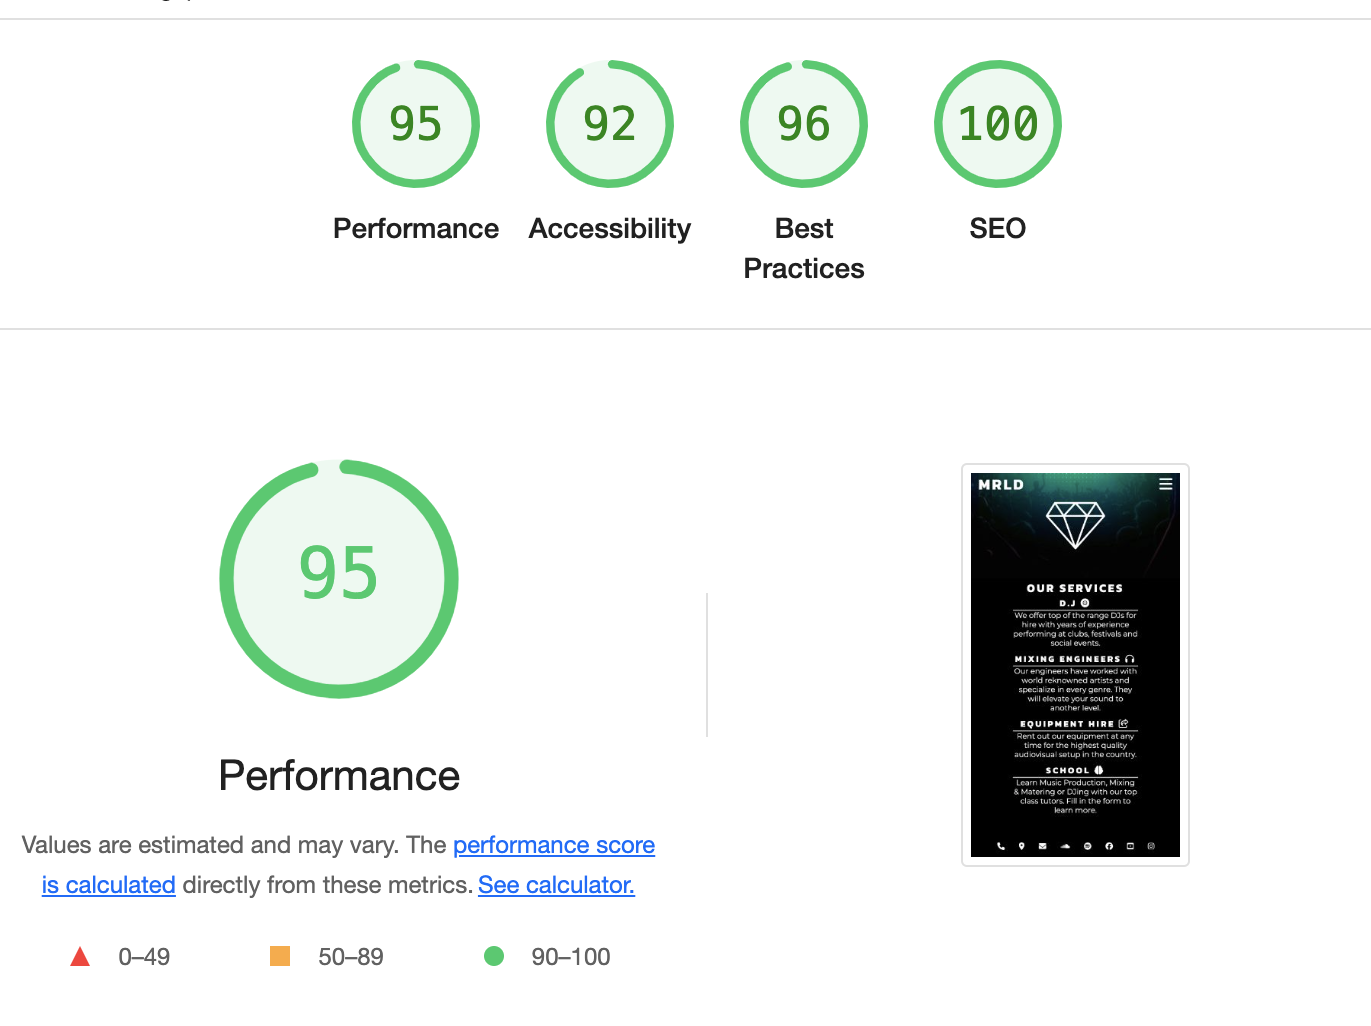 95
92
96
100
Performance
Accessibility
Best
Practices
SEO
95
Performance
Values are estimated and may vary. The performance score
is calculated directly from these metrics. See calculator.
0–49
50–89
90–100
MRLD
OUR SERVICES
D.J
We offer top of the range DJs for
hire with years of experience
performing at clubs, festivals and
social events.
MIXING ENGINEERS
Our engineers have worked with
world reknowned artists and
specialize in every genre. They
will elevate your sound to
another level.
EQUIPMENT HIRE
Rent out our equipment at any
time for the highest quality
audiovisual setup in the country.
SCHOOL
Learn Music Production, Mixing
& Matering or DJing with our top
class tutors. Fill in the form to
learn more.